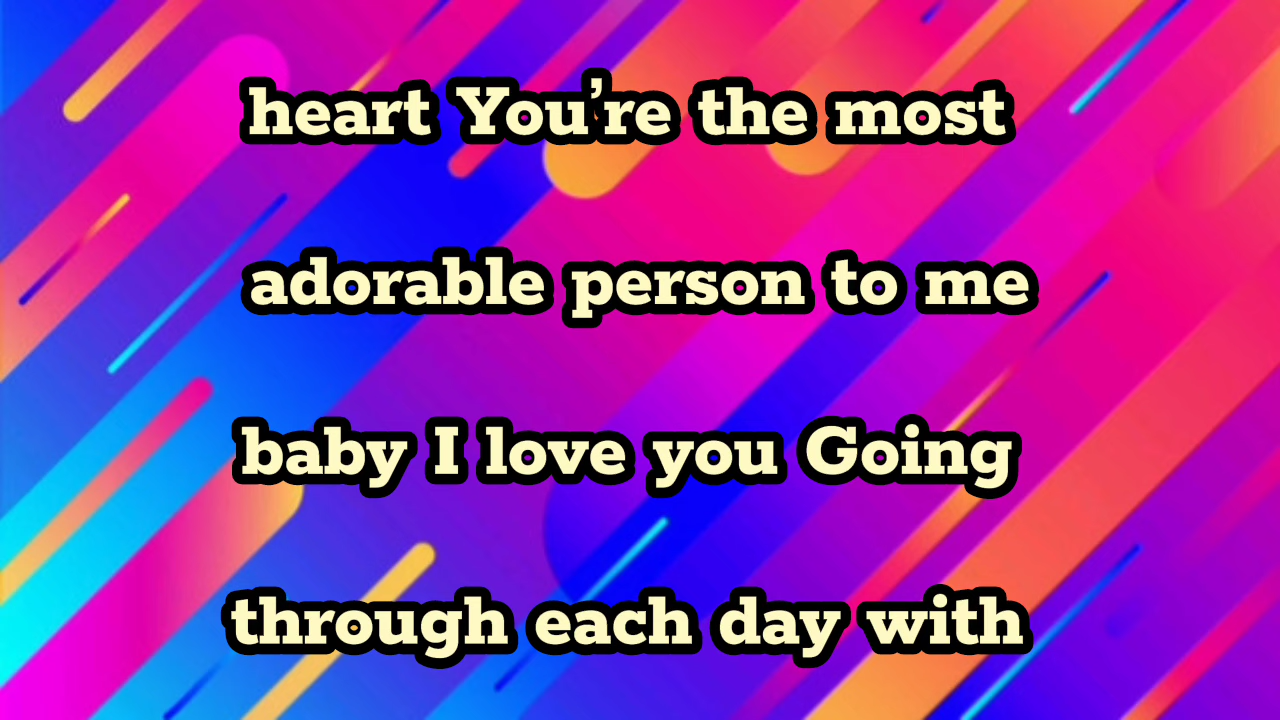 heart You’re the most
adorable person to me
baby I love you Going
through each day with